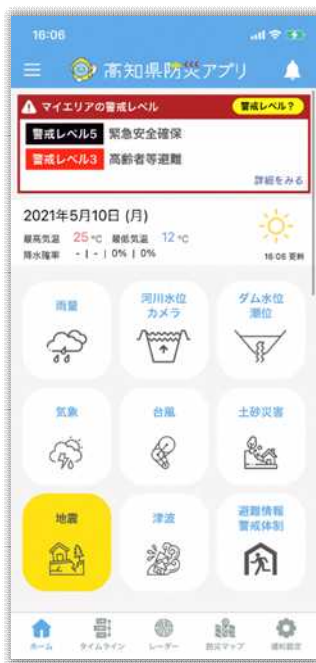 16:06
高知県防災アプリ
マイエリアの警戒レベル 警戒レベル？
警戒レベル5 緊急安全確保
警戒レベル3 高齢者等避難
詳細をみる
2021年5月10日 (月)
最高気温 25 ℃ 最低気温 12 ℃
降水確率 - | - | 0% | 0% 16:06 更新
雨量
河川水位
カメラ
ダム水位
潮位
気象
台風
土砂災害
地震
津波
避難情報
警戒体制
ホーム タイムライン レーダー 防災マップ 通知設定